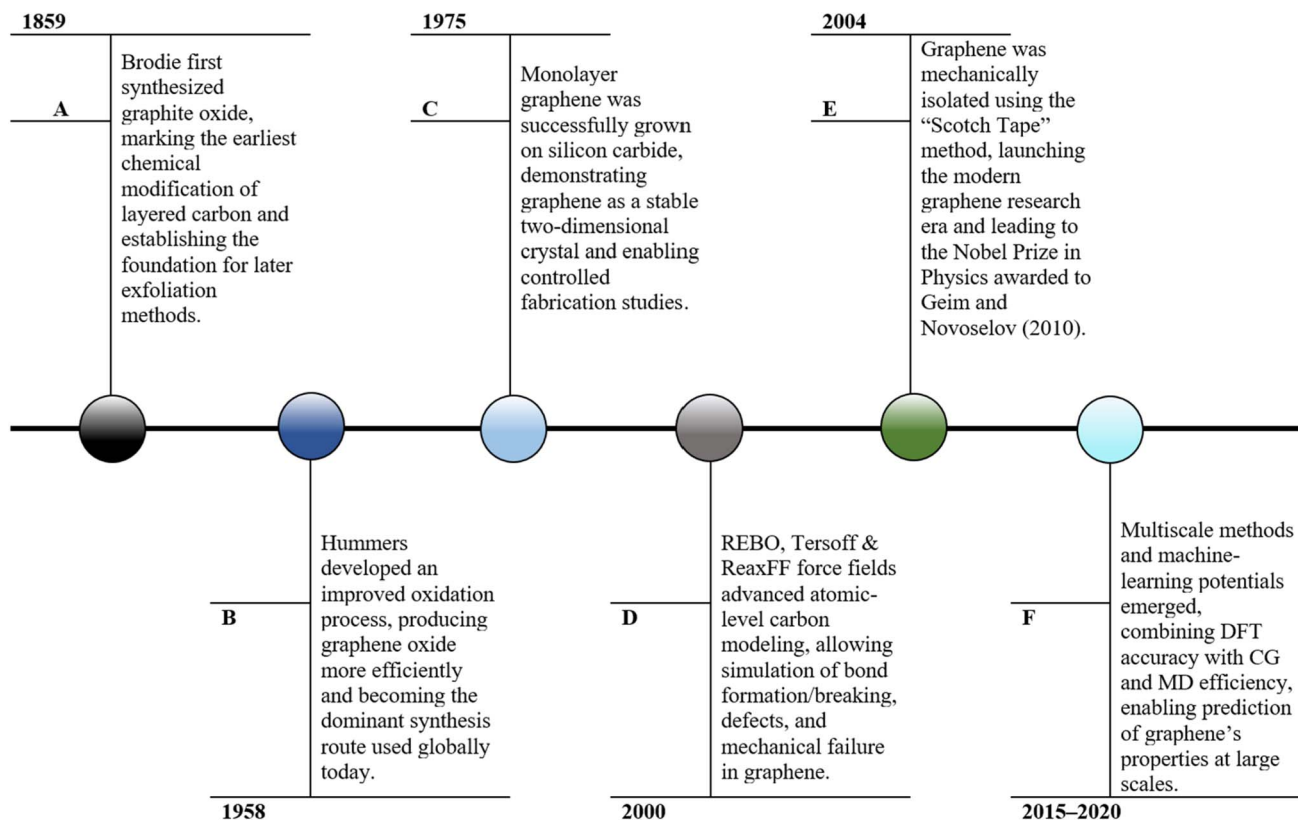 1859
A
Brodie first
synthesized
graphite oxide,
marking the earliest
chemical
modification of
layered carbon and
establishing the
foundation for later
exfoliation
methods.
1975
C
Monolayer
graphene was
successfully grown
on silicon carbide,
demonstrating
graphene as a stable
two-dimensional
crystal and enabling
controlled
fabrication studies.
2004
E
Graphene was
mechanically
isolated using the
“Scotch Tape”
method, launching
the modern
graphene research
era and leading to
the Nobel Prize in
Physics awarded to
Geim and
Novoselov (2010).
B
Hummers
developed an
improved oxidation
process, producing
graphene oxide
more efficiently
and becoming the
dominant synthesis
route used globally
today.
1958
D
REBO, Tersoff &
ReaxFF force fields
advanced atomic-
level carbon
modeling, allowing
simulation of bond
formation/breaking,
defects, and
mechanical failure
in graphene.
2000
F
Multiscale methods
and machine-
learning potentials
emerged,
combining DFT
accuracy with CG
and MD efficiency,
enabling prediction
of graphene’s
properties at large
scales.
2015–2020